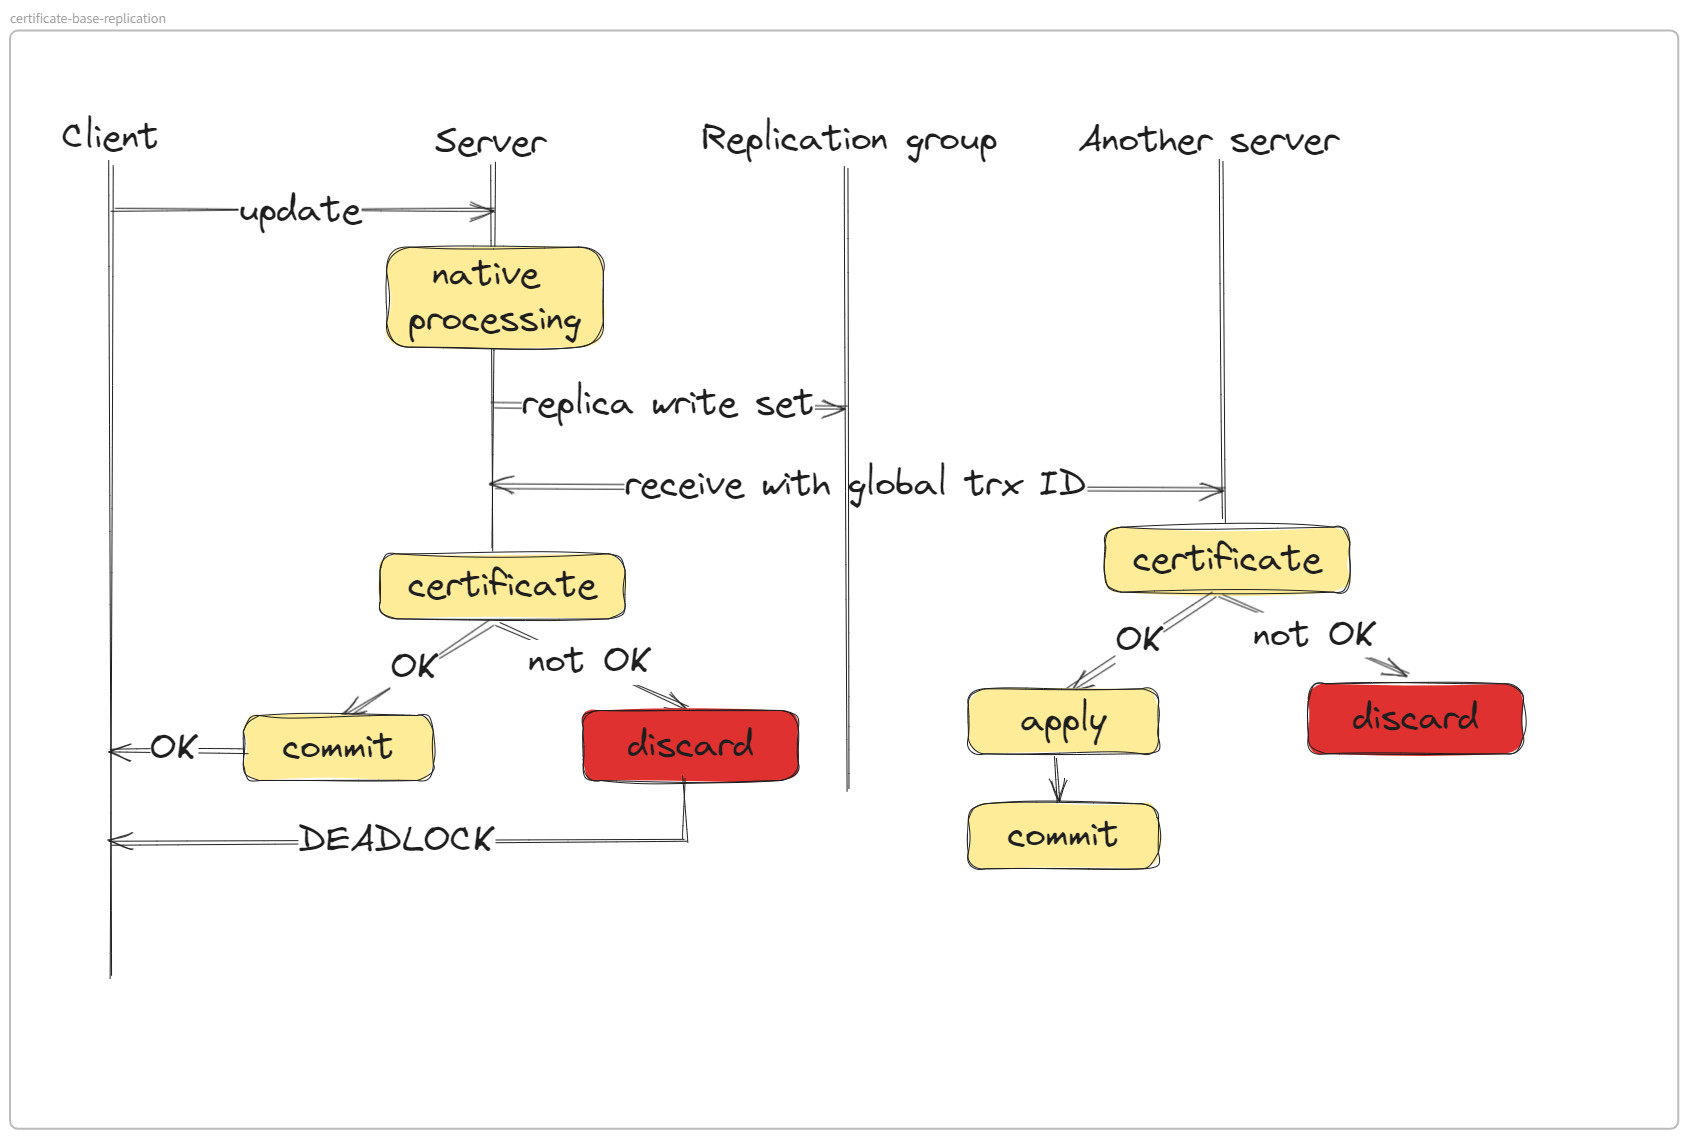 certificate-base-replication
Client
Server
Replication group
Another server
update
native
processing
replica write set
receive with global trx ID
certificate
certificate
OK
not OK
OK
not OK
commit
discard
apply
discard
OK
DEADLOCK
commit